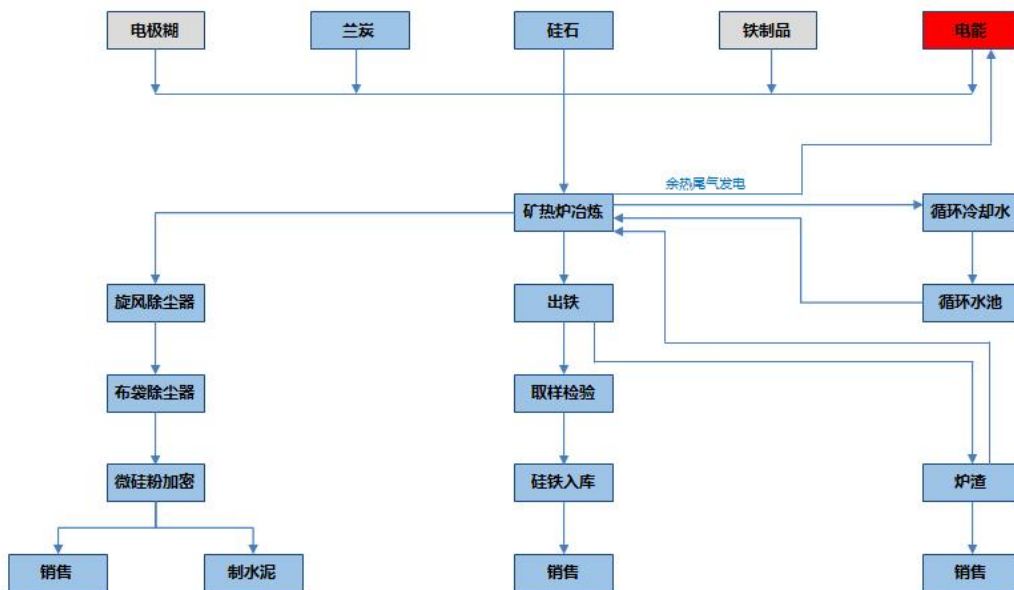 电极糊
兰炭
硅石
铁制品
电能
余热尾气发电
矿热炉冶炼
循环冷却水
旋风除尘器
出铁
循环水池
布袋除尘器
取样检验
微硅粉加密
硅铁入库
炉渣
销售
制水泥
销售
销售